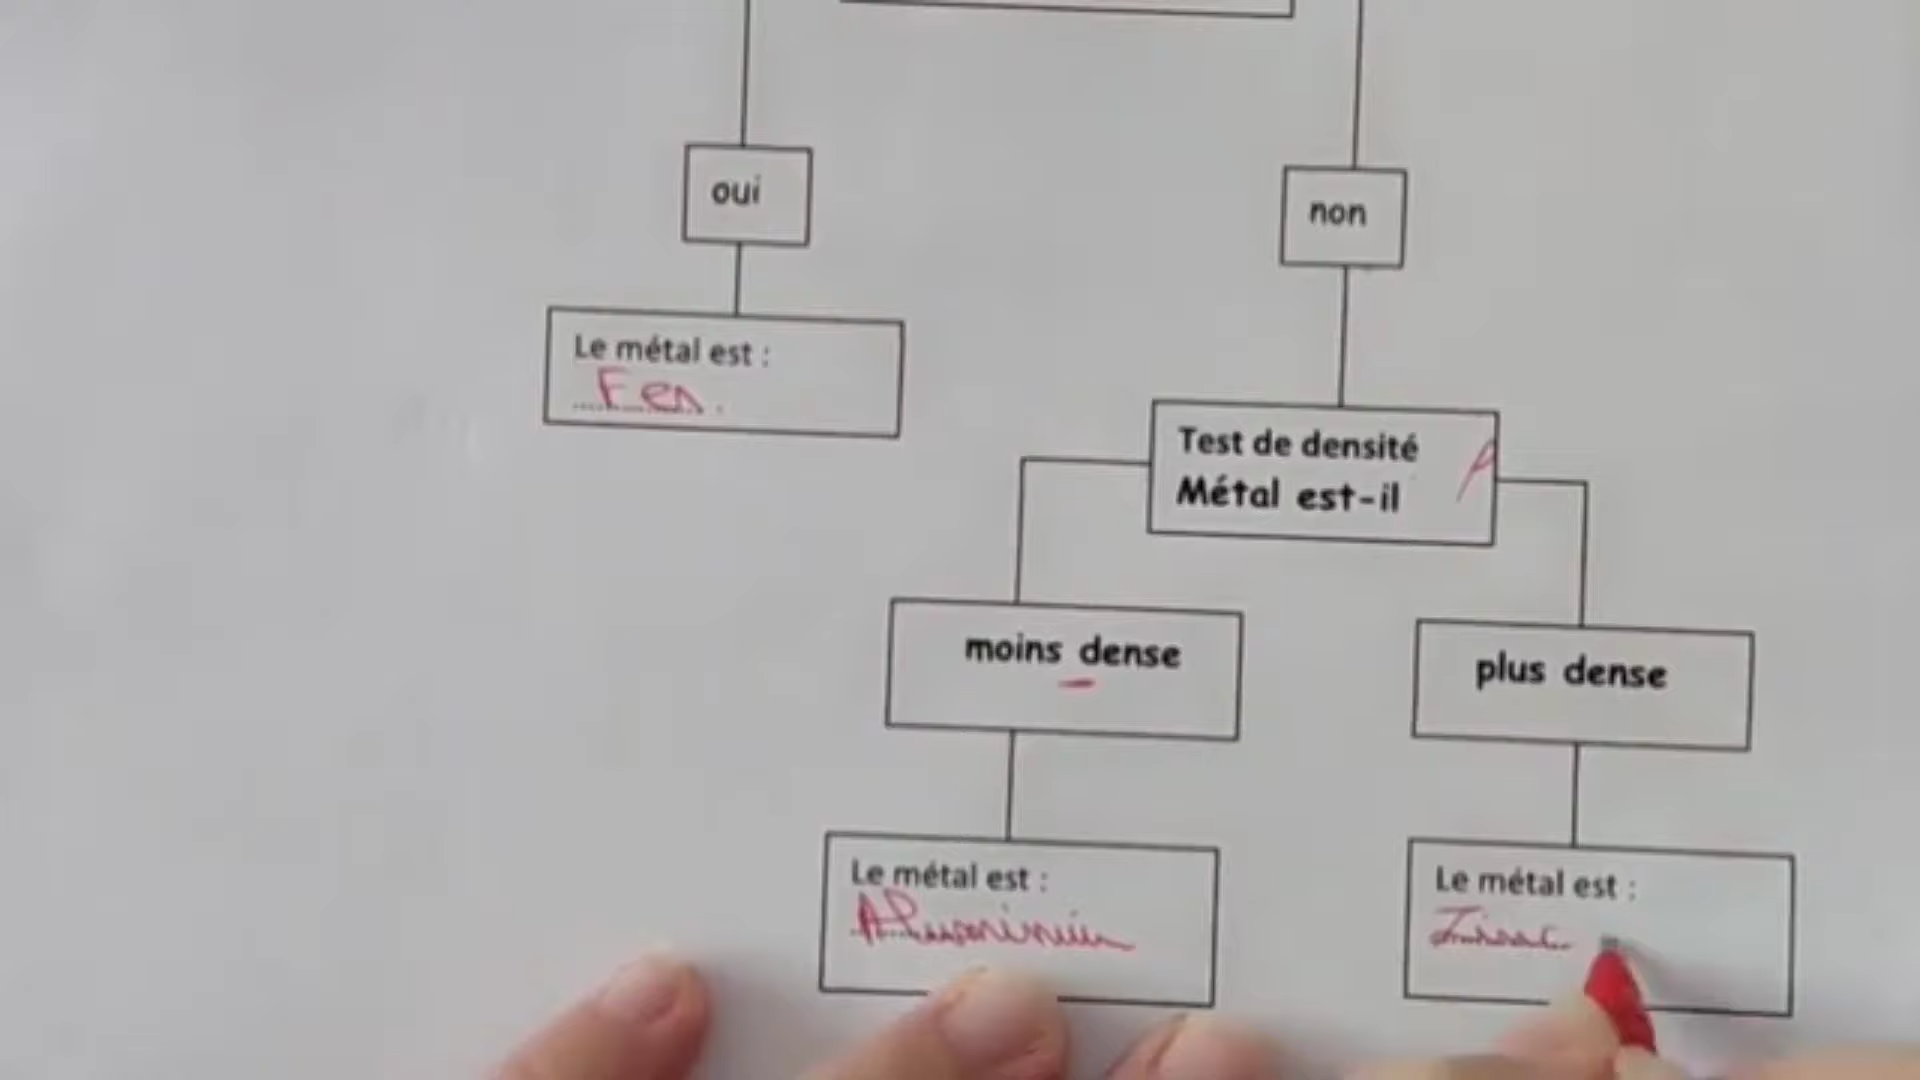 oui
non
Le métal est :
Fer
Test de densité
Métal est-il
moins dense
plus dense
Le métal est :
Aluminium
Le métal est :
Zinc